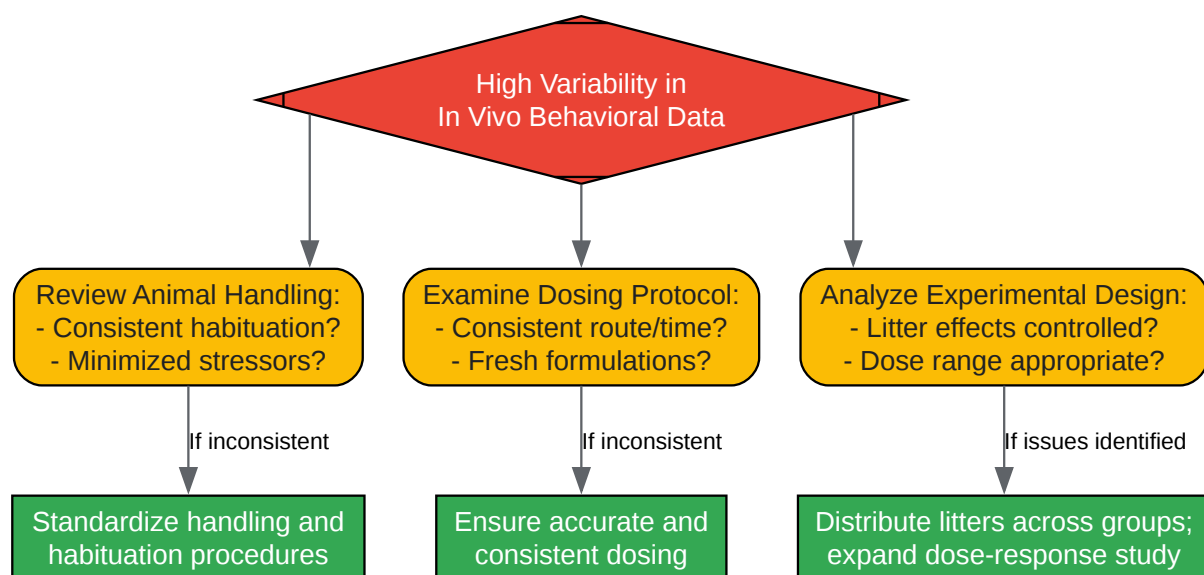 High Variability in
In Vivo Behavioral Data
Review Animal Handling:
- Consistent habituation?
- Minimized stressors?
Examine Dosing Protocol:
- Consistent route/time?
- Fresh formulations?
Analyze Experimental Design:
- Litter effects controlled?
- Dose range appropriate?
If inconsistent
If inconsistent
If issues identified
Standardize handling and
habituation procedures
Ensure accurate and
consistent dosing
Distribute litters across groups;
expand dose-response study